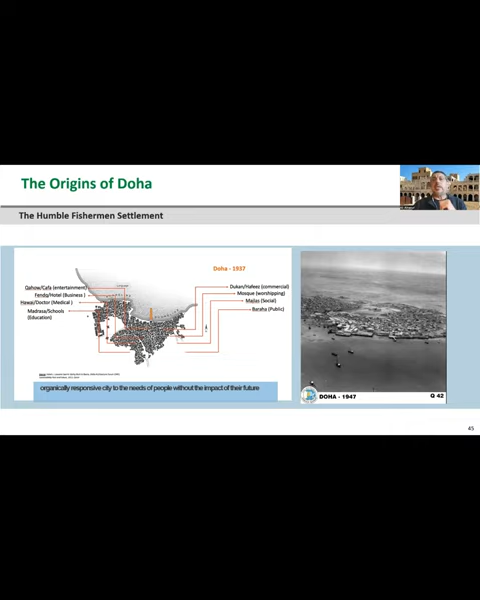 The Origins of Doha
The Humble Fishermen Settlement
Doha - 1937
Qahow/Cafa (entertainment)
Fendq/Hotel (Business )
Hawaj/Doctor (Medical )
Madrasa/Schools
(Education)
Dukan/Hafeez (commercial)
Mosque (worshipping)
Majlas (Social)
Baraha (Public)
organically responsive city to the needs of people without the impact of their future
DOHA - 1947
Q 42
45